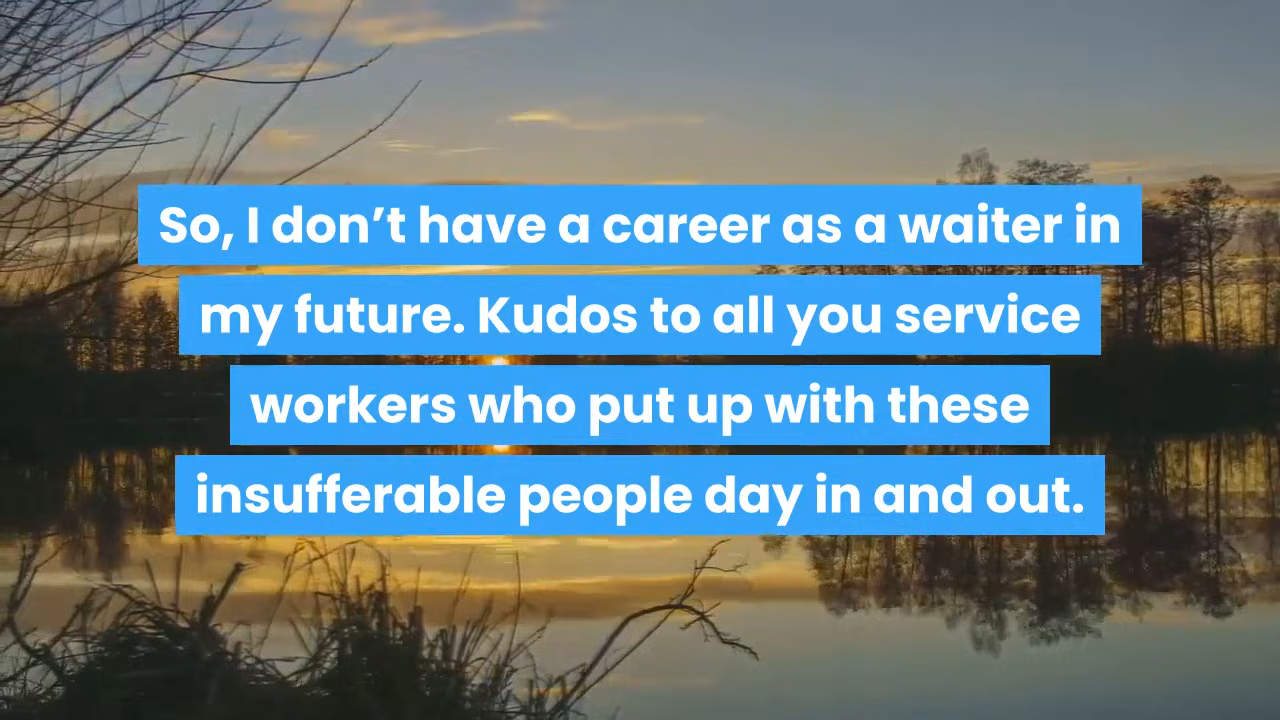 So, I don’t have a career as a waiter in
my future. Kudos to all you service
workers who put up with these
insufferable people day in and out.